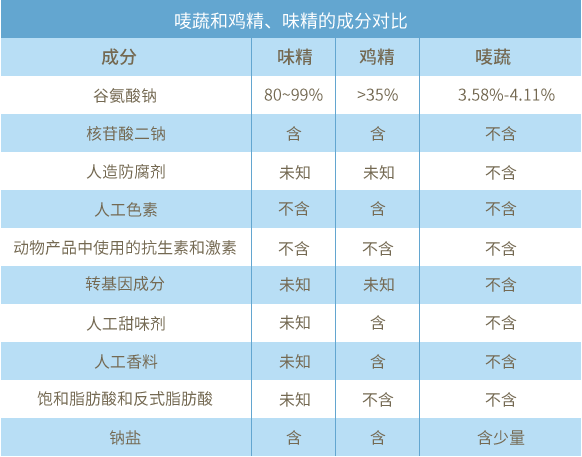 唛蔬和鸡精、味精的成分对比
成分 味精 鸡精 唛蔬
谷氨酸钠 80~99% >35% 3.58%-4.11%
核苷酸二钠 含 含 不含
人造防腐剂 未知 未知 不含
人工色素 不含 含 不含
动物产品中使用的抗生素和激素 不含 不含 不含
转基因成分 未知 未知 不含
人工甜味剂 未知 含 不含
人工香料 未知 含 不含
饱和脂肪酸和反式脂肪酸 未知 不含 不含
钠盐 含 含 含少量